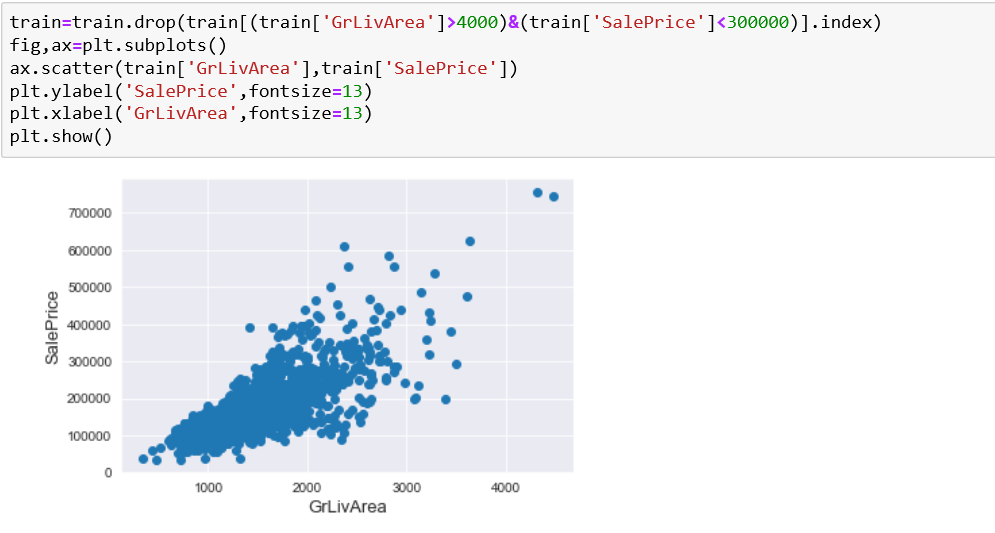 train=train.drop(train[(train['GrLivArea']>4000)&(train['SalePrice']<300000)].index)
fig,ax=plt.subplots()
ax.scatter(train['GrLivArea'],train['SalePrice'])
plt.ylabel('SalePrice',fontsize=13)
plt.xlabel('GrLivArea',fontsize=13)
plt.show()
700000
600000
500000
400000
300000
200000
100000
0
SalePrice
1000 2000 3000 4000
GrLivArea